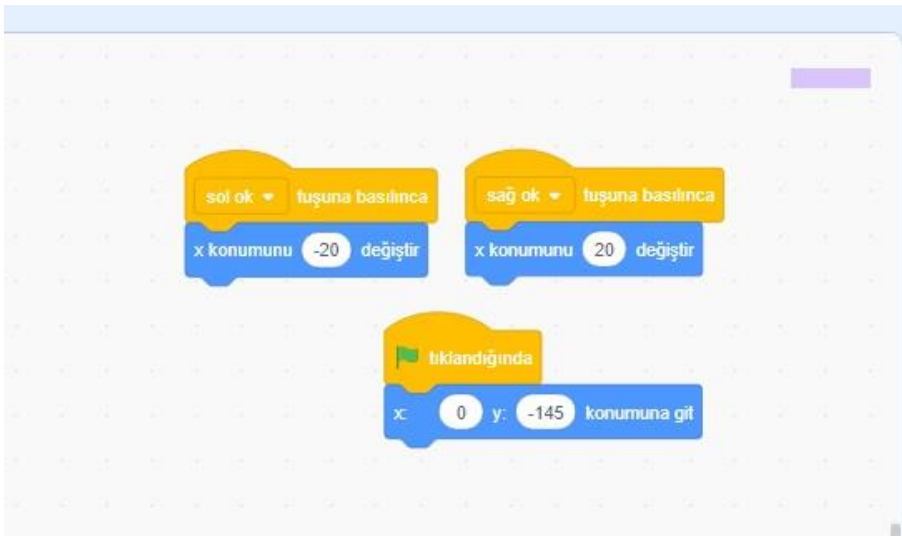 sol ok tuşuna basılınca
x konumunu -20 değiştir
sağ ok tuşuna basılınca
x konumunu 20 değiştir
tıklandığında
x: 0 y: -145 konumuna git